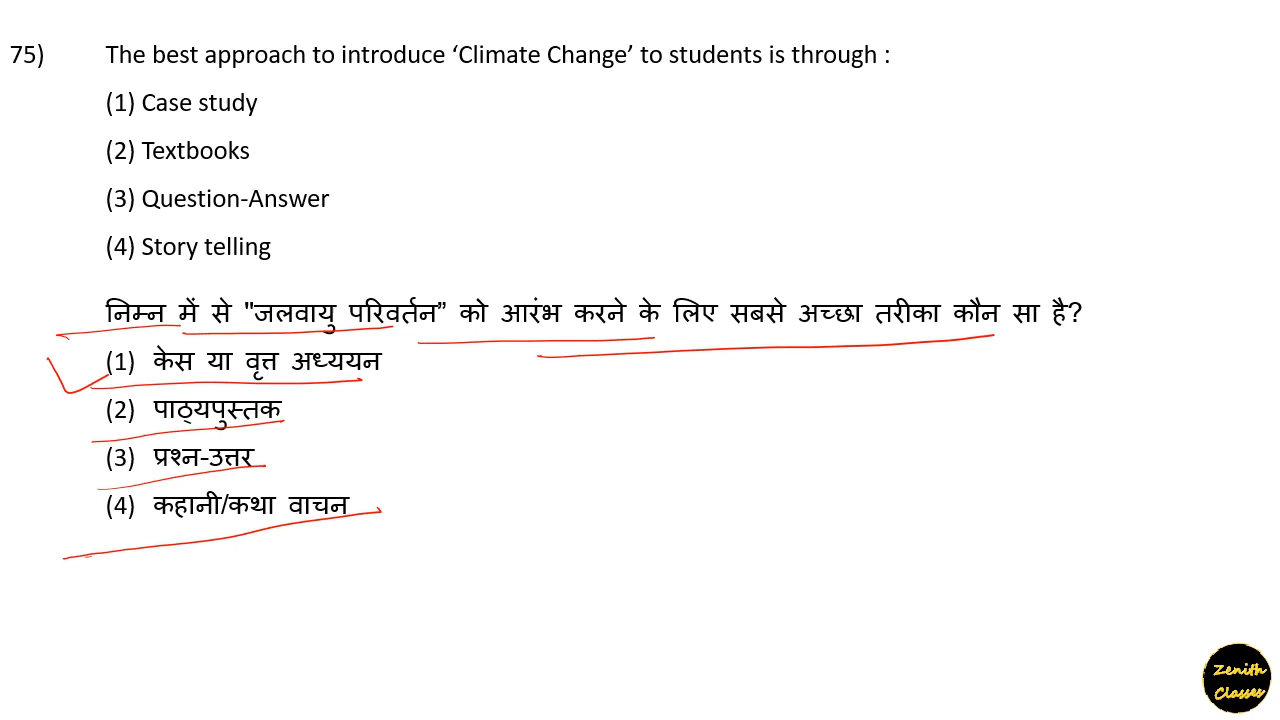 75) The best approach to introduce ‘Climate Change’ to students is through :
(1) Case study
(2) Textbooks
(3) Question-Answer
(4) Story telling
निम्न में से "जलवायु परिवर्तन” को आरंभ करने के लिए सबसे अच्छा तरीका कौन सा है?
(1) केस या वृत्त अध्ययन
(2) पाठ्यपुस्तक
(3) प्रश्न-उत्तर
(4) कहानी/कथा वाचन
Zenith
Classes